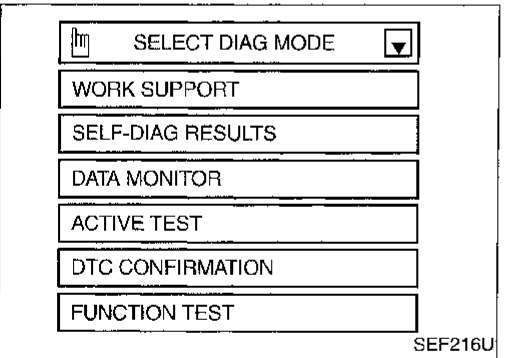 SELECT DIAG MODE
WORK SUPPORT
SELF-DIAG RESULTS
DATA MONITOR
ACTIVE TEST
DTC CONFIRMATION
FUNCTION TEST
SEF216U